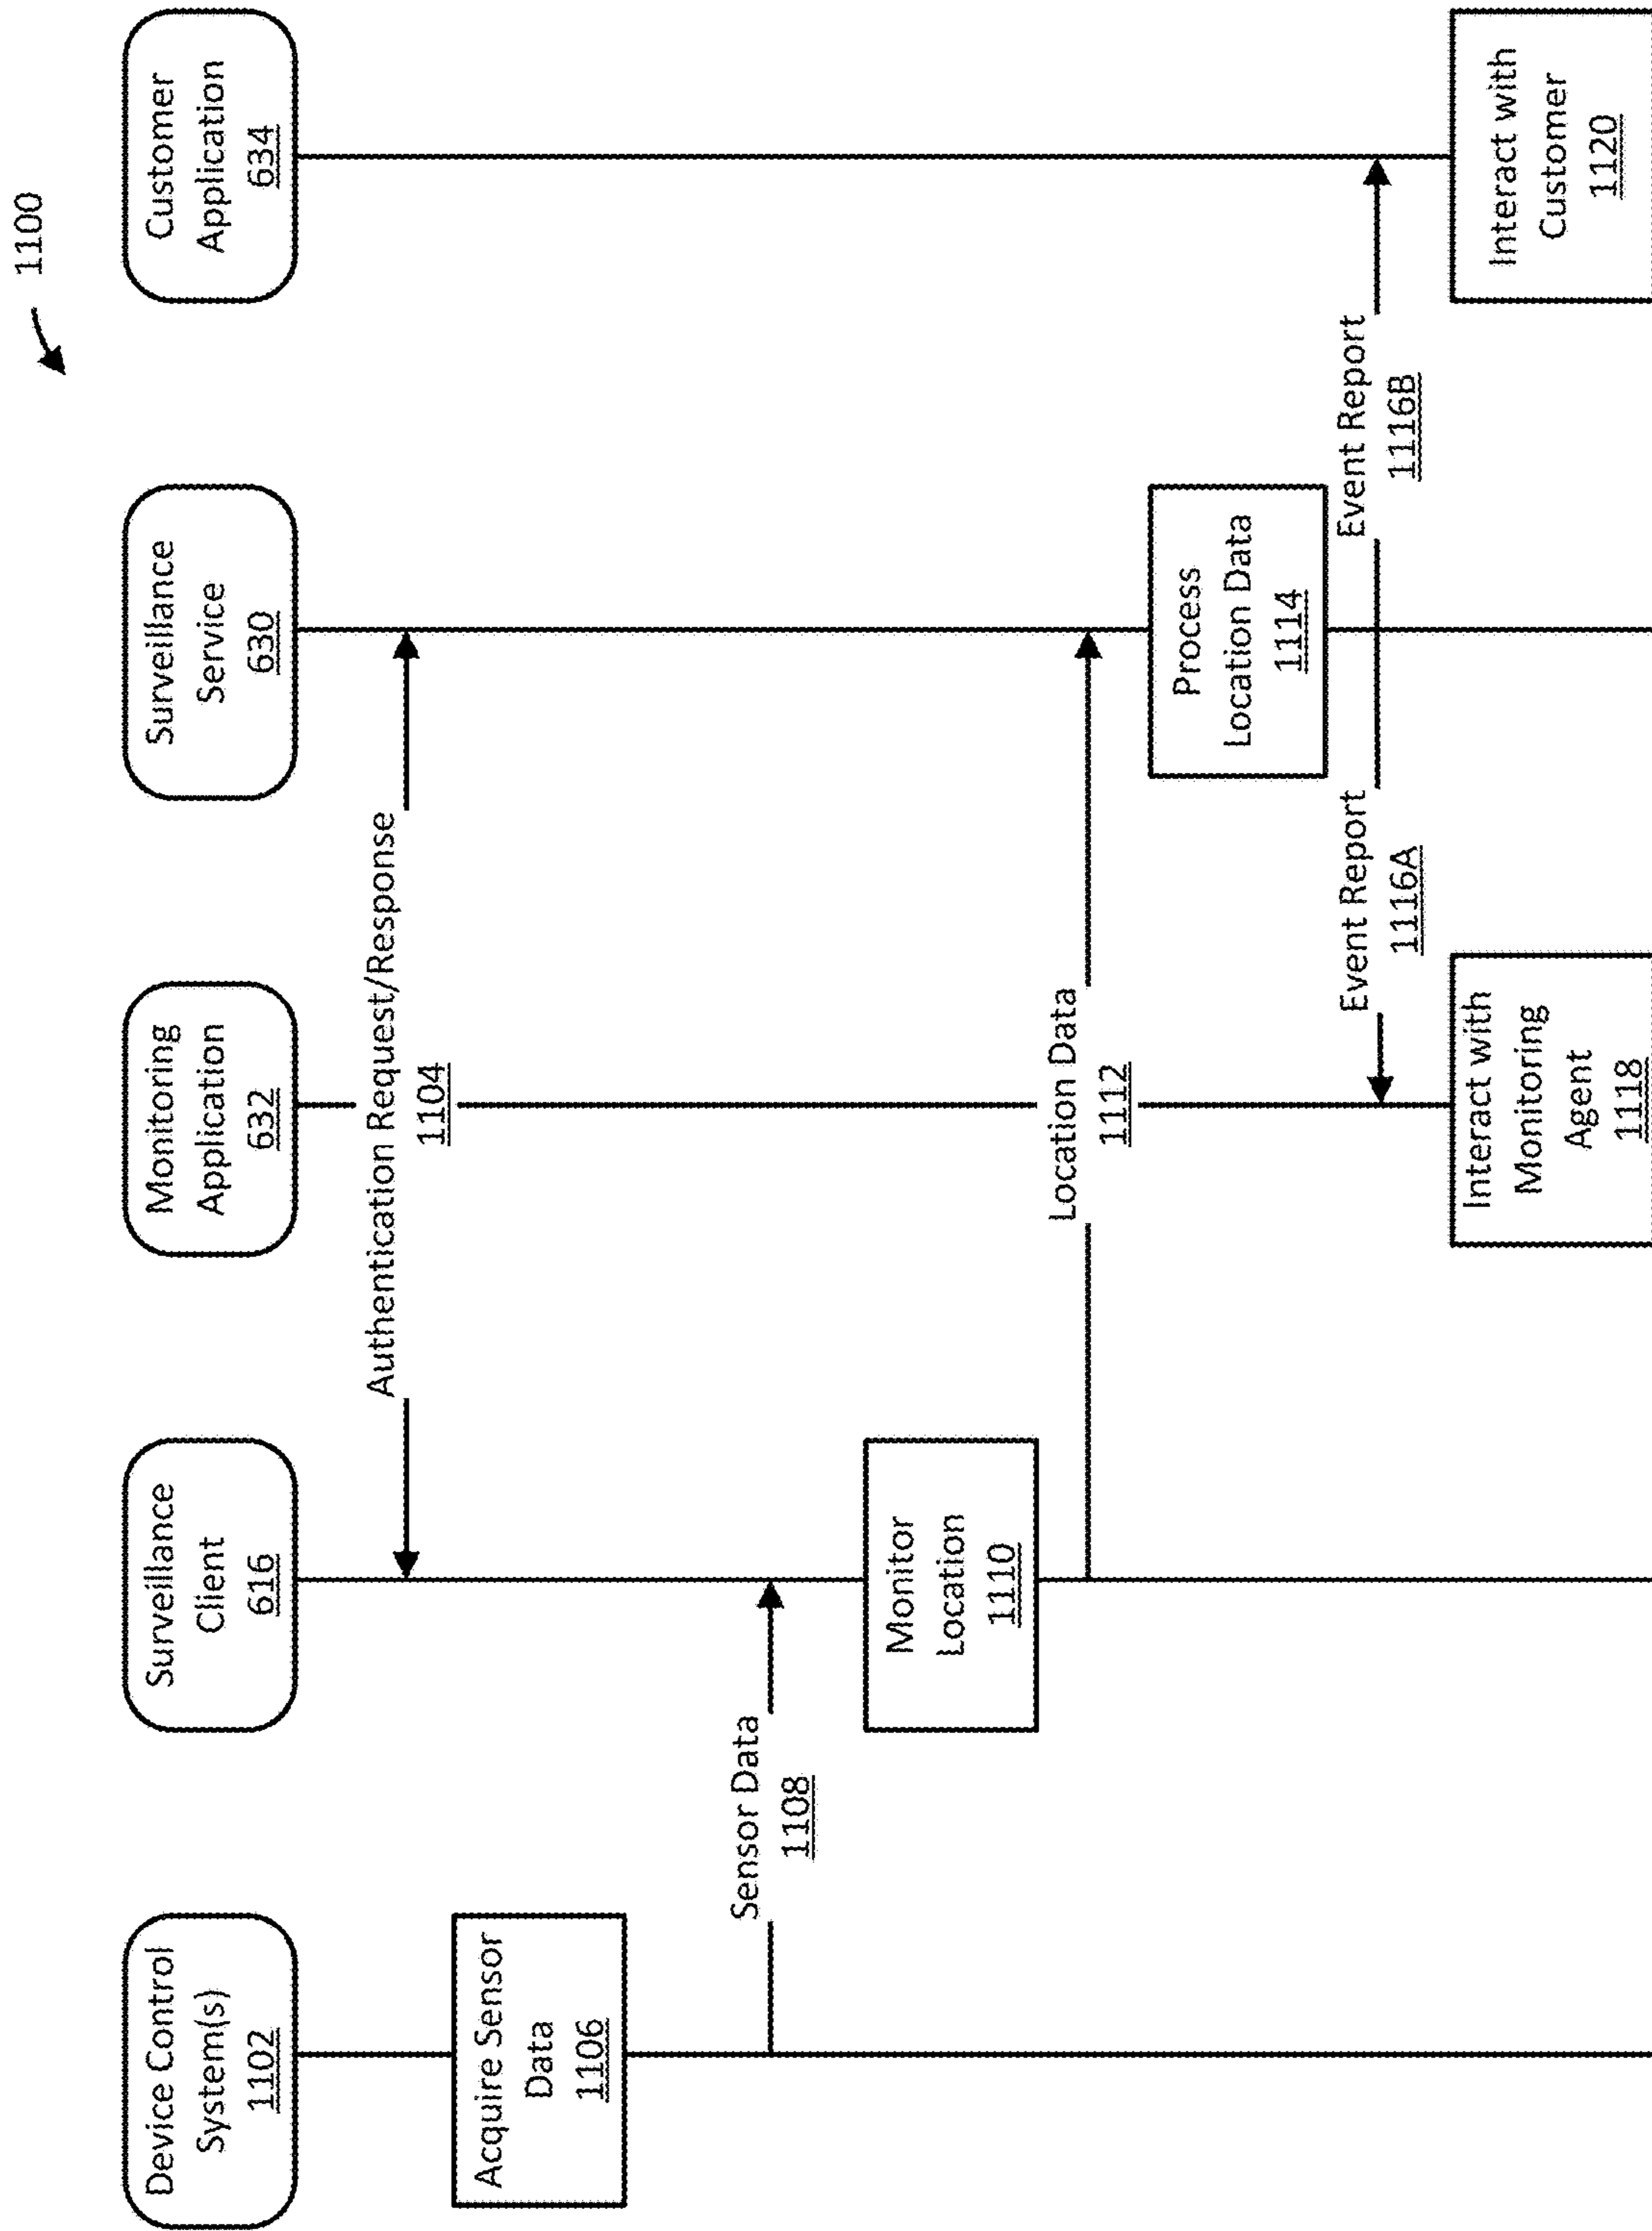 1100
Device Control
System(s)
1102
Surveillance
Client
616
Monitoring
Application
632
Surveillance
Service
630
Customer
Application
634
Authentication Request/Response
1104
Acquire Sensor
Data
1106
Sensor Data
1108
Monitor
Location
1110
Location Data
1112
Process
Location Data
1114
Event Report
1116A
Event Report
1116B
Interact with
Monitoring
Agent
1118
Interact with
Customer
1120